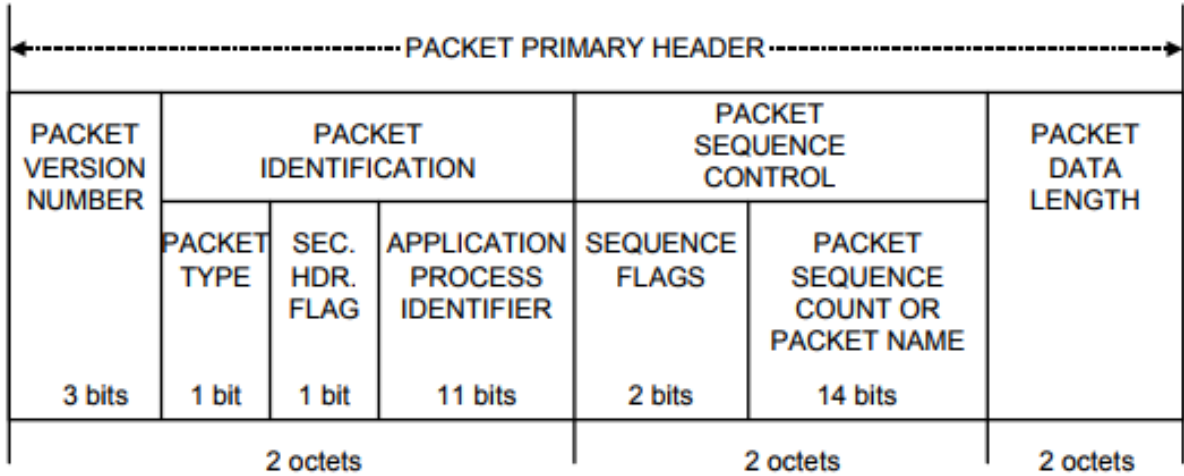 PACKET PRIMARY HEADER
PACKET
VERSION
NUMBER
PACKET
IDENTIFICATION
PACKET
SEQUENCE
CONTROL
PACKET
DATA
LENGTH
PACKET
TYPE
SEC.
HDR.
FLAG
APPLICATION
PROCESS
IDENTIFIER
SEQUENCE
FLAGS
PACKET
SEQUENCE
COUNT OR
PACKET NAME
3 bits
1 bit
1 bit
11 bits
2 bits
14 bits
2 octets
2 octets
2 octets